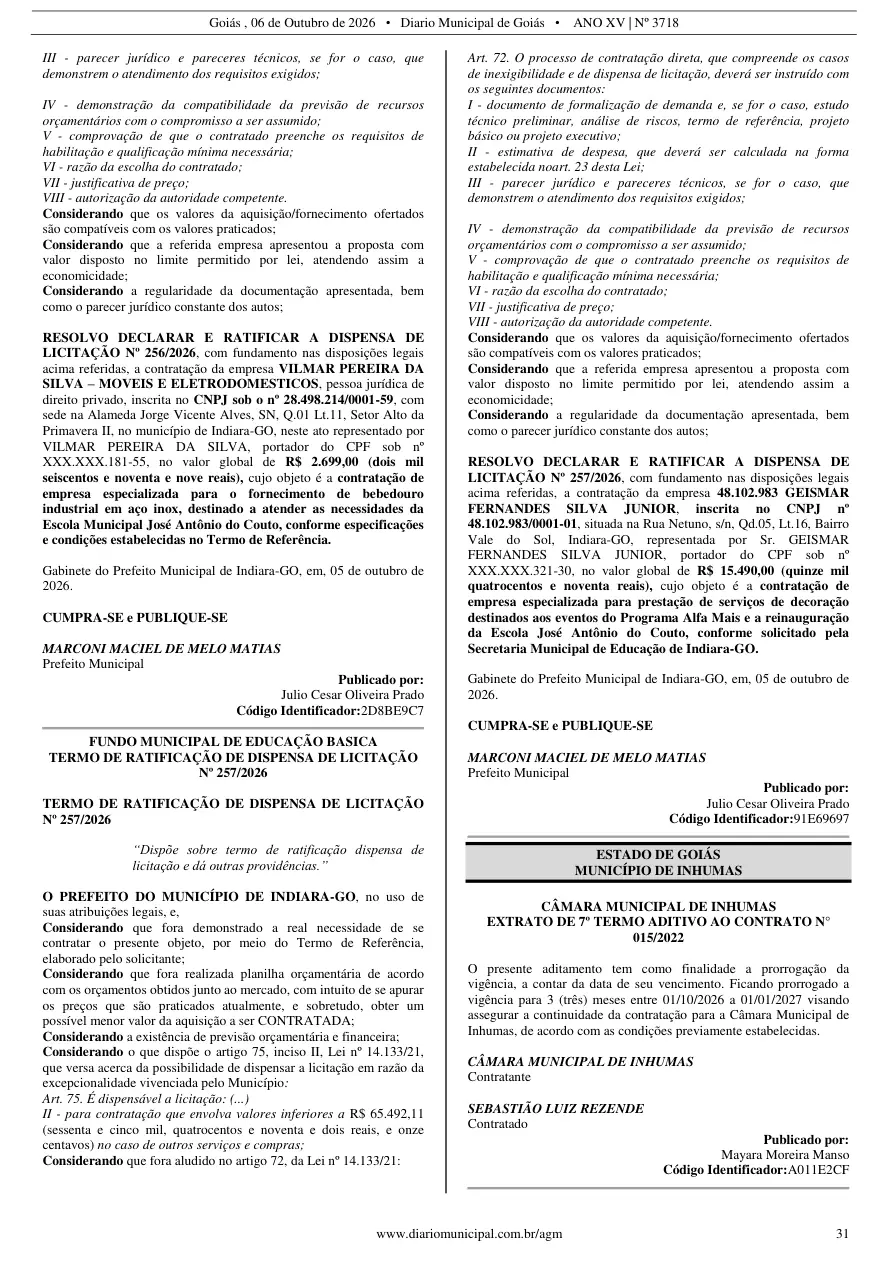 Goiás , 06 de Outubro de 2026 • Diario Municipal de Goiás • ANO XV | Nº 3718
III - parecer jurídico e pareceres técnicos, se for o caso, que
demonstrem o atendimento dos requisitos exigidos;
IV - demonstração da compatibilidade da previsão de recursos
orçamentários com o compromisso a ser assumido;
V - comprovação de que o contratado preenche os requisitos de
habilitação e qualificação mínima necessária;
VI - razão da escolha do contratado;
VII - justificativa de preço;
VIII - autorização da autoridade competente.
Considerando que os valores da aquisição/fornecimento ofertados
são compatíveis com os valores praticados;
Considerando que a referida empresa apresentou a proposta com
valor disposto no limite permitido por lei, atendendo assim a
economicidade;
Considerando a regularidade da documentação apresentada, bem
como o parecer jurídico constante dos autos;
RESOLVO DECLARAR E RATIFICAR A DISPENSA DE
LICITAÇÃO Nº 256/2026, com fundamento nas disposições legais
acima referidas, a contratação da empresa VILMAR PEREIRA DA
SILVA – MOVEIS E ELETRODOMESTICOS, pessoa jurídica de
direito privado, inscrita no CNPJ sob o nº 28.498.214/0001-59, com
sede na Alameda Jorge Vicente Alves, SN, Q.01 Lt.11, Setor Alto da
Primavera II, no município de Indiara-GO, neste ato representado por
VILMAR PEREIRA DA SILVA, portador do CPF sob nº
XXX.XXX.181-55, no valor global de R$ 2.699,00 (dois mil
seiscentos e noventa e nove reais), cujo objeto é a contratação de
empresa especializada para o fornecimento de bebedouro
industrial em aço inox, destinado a atender as necessidades da
Escola Municipal José Antônio do Couto, conforme especificações
e condições estabelecidas no Termo de Referência.
Gabinete do Prefeito Municipal de Indiara-GO, em, 05 de outubro de
2026.
CUMPRA-SE e PUBLIQUE-SE
MARCONI MACIEL DE MELO MATIAS
Prefeito Municipal
Publicado por:
Julio Cesar Oliveira Prado
Código Identificador:2D8BE9C7
FUNDO MUNICIPAL DE EDUCAÇÃO BASICA
TERMO DE RATIFICAÇÃO DE DISPENSA DE LICITAÇÃO
Nº 257/2026
TERMO DE RATIFICAÇÃO DE DISPENSA DE LICITAÇÃO
Nº 257/2026
“Dispõe sobre termo de ratificação dispensa de
licitação e dá outras providências.”
O PREFEITO DO MUNICÍPIO DE INDIARA-GO, no uso de
suas atribuições legais, e,
Considerando que fora demonstrado a real necessidade de se
contratar o presente objeto, por meio do Termo de Referência,
elaborado pelo solicitante;
Considerando que fora realizada planilha orçamentária de acordo
com os orçamentos obtidos junto ao mercado, com intuito de se apurar
os preços que são praticados atualmente, e sobretudo, obter um
possível menor valor da aquisição a ser CONTRATADA;
Considerando a existência de previsão orçamentária e financeira;
Considerando o que dispõe o artigo 75, inciso II, Lei nº 14.133/21,
que versa acerca da possibilidade de dispensar a licitação em razão da
excepcionalidade vivenciada pelo Município:
Art. 75. É dispensável a licitação: (...)
II - para contratação que envolva valores inferiores a R$ 65.492,11
(sessenta e cinco mil, quatrocentos e noventa e dois reais, e onze
centavos) no caso de outros serviços e compras;
Considerando que fora aludido no artigo 72, da Lei nº 14.133/21:
Art. 72. O processo de contratação direta, que compreende os casos
de inexigibilidade e de dispensa de licitação, deverá ser instruído com
os seguintes documentos:
I - documento de formalização de demanda e, se for o caso, estudo
técnico preliminar, análise de riscos, termo de referência, projeto
básico ou projeto executivo;
II - estimativa de despesa, que deverá ser calculada na forma
estabelecida noart. 23 desta Lei;
III - parecer jurídico e pareceres técnicos, se for o caso, que
demonstrem o atendimento dos requisitos exigidos;
IV - demonstração da compatibilidade da previsão de recursos
orçamentários com o compromisso a ser assumido;
V - comprovação de que o contratado preenche os requisitos de
habilitação e qualificação mínima necessária;
VI - razão da escolha do contratado;
VII - justificativa de preço;
VIII - autorização da autoridade competente.
Considerando que os valores da aquisição/fornecimento ofertados
são compatíveis com os valores praticados;
Considerando que a referida empresa apresentou a proposta com
valor disposto no limite permitido por lei, atendendo assim a
economicidade;
Considerando a regularidade da documentação apresentada, bem
como o parecer jurídico constante dos autos;
RESOLVO DECLARAR E RATIFICAR A DISPENSA DE
LICITAÇÃO Nº 257/2026, com fundamento nas disposições legais
acima referidas, a contratação da empresa 48.102.983 GEISMAR
FERNANDES SILVA JUNIOR, inscrita no CNPJ nº
48.102.983/0001-01, situada na Rua Netuno, s/n, Qd.05, Lt.16, Bairro
Vale do Sol, Indiara-GO, representada por Sr. GEISMAR
FERNANDES SILVA JUNIOR, portador do CPF sob nº
XXX.XXX.321-30, no valor global de R$ 15.490,00 (quinze mil
quatrocentos e noventa reais), cujo objeto é a contratação de
empresa especializada para prestação de serviços de decoração
destinados aos eventos do Programa Alfa Mais e a reinauguração
da Escola José Antônio do Couto, conforme solicitado pela
Secretaria Municipal de Educação de Indiara-GO.
Gabinete do Prefeito Municipal de Indiara-GO, em, 05 de outubro de
2026.
CUMPRA-SE e PUBLIQUE-SE
MARCONI MACIEL DE MELO MATIAS
Prefeito Municipal
Publicado por:
Julio Cesar Oliveira Prado
Código Identificador:91E69697
ESTADO DE GOIÁS
MUNICÍPIO DE INHUMAS
CÂMARA MUNICIPAL DE INHUMAS
EXTRATO DE 7º TERMO ADITIVO AO CONTRATO N°
015/2022
O presente aditamento tem como finalidade a prorrogação da
vigência, a contar da data de seu vencimento. Ficando prorrogado a
vigência para 3 (três) meses entre 01/10/2026 a 01/01/2027 visando
assegurar a continuidade da contratação para a Câmara Municipal de
Inhumas, de acordo com as condições previamente estabelecidas.
CÂMARA MUNICIPAL DE INHUMAS
Contratante
SEBASTIÃO LUIZ REZENDE
Contratado
Publicado por:
Mayara Moreira Manso
Código Identificador:A011E2CF
www.diariomunicipal.com.br/agm
31